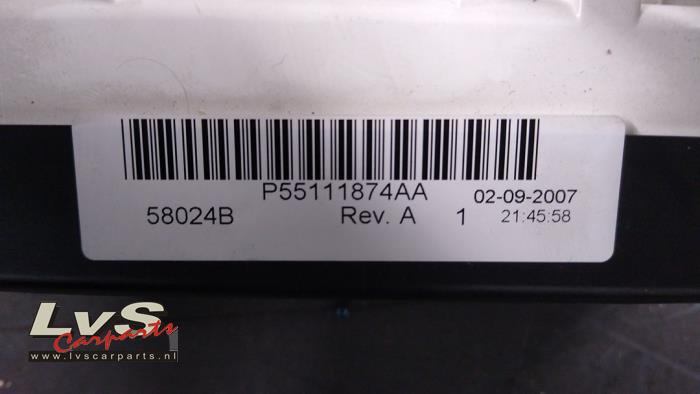 P55111874AA
02-09-2007
58024B
Rev. A
1
21:45:58
LvS
Carparts
www.lvscarparts.nl